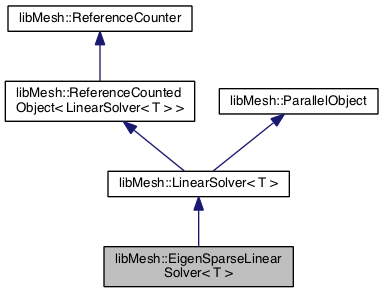 libMesh::ReferenceCounter
libMesh::ReferenceCounted
Object< LinearSolver< T > >
libMesh::ParallelObject
libMesh::LinearSolver< T >
libMesh::EigenSparseLinear
Solver< T >